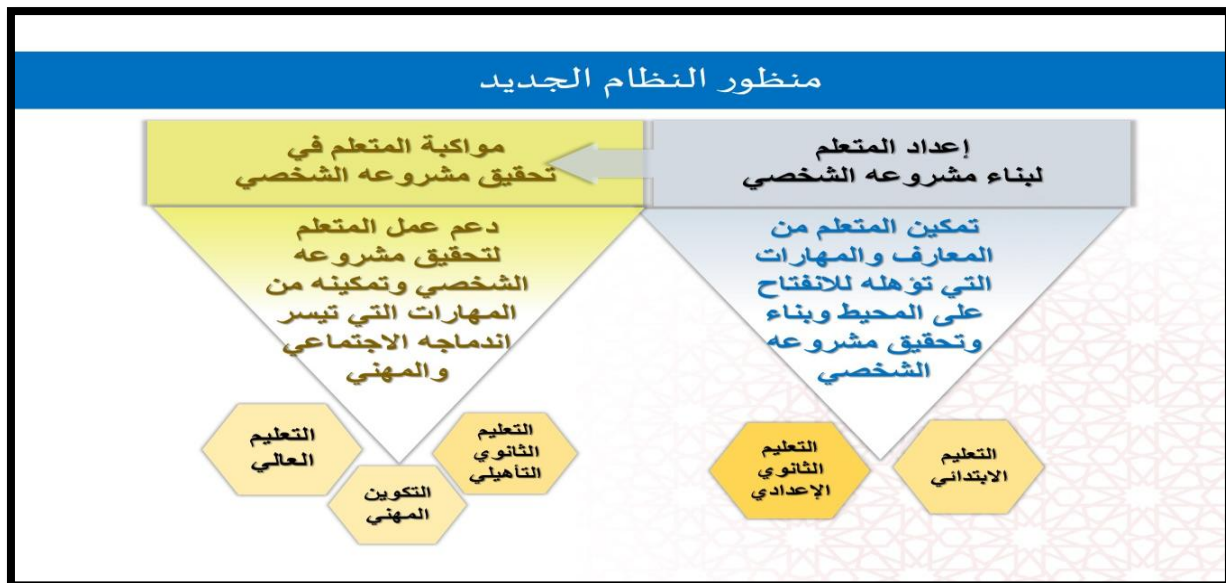 منظور النظام الجديد
إعداد المتعلم
لبناء مشروعه الشخصي
مواكبة المتعلم في
تحقيق مشروعه الشخصي
تمكين المتعلم من
المعارف والمهارات
التي تؤهله للانفتاح
على المحيط وبناء
وتحقيق مشروعه
الشخصي
دعم عمل المتعلم
لتحقيق مشروعه
الشخصي وتمكينه من
المهارات التي تيسر
اندماجه الاجتماعي
والمهني
التعليم
الابتدائي
التعليم
الثانوي
الإعدادي
التعليم
الثانوي
التأهيلي
التكوين
المهني
التعليم
العالي